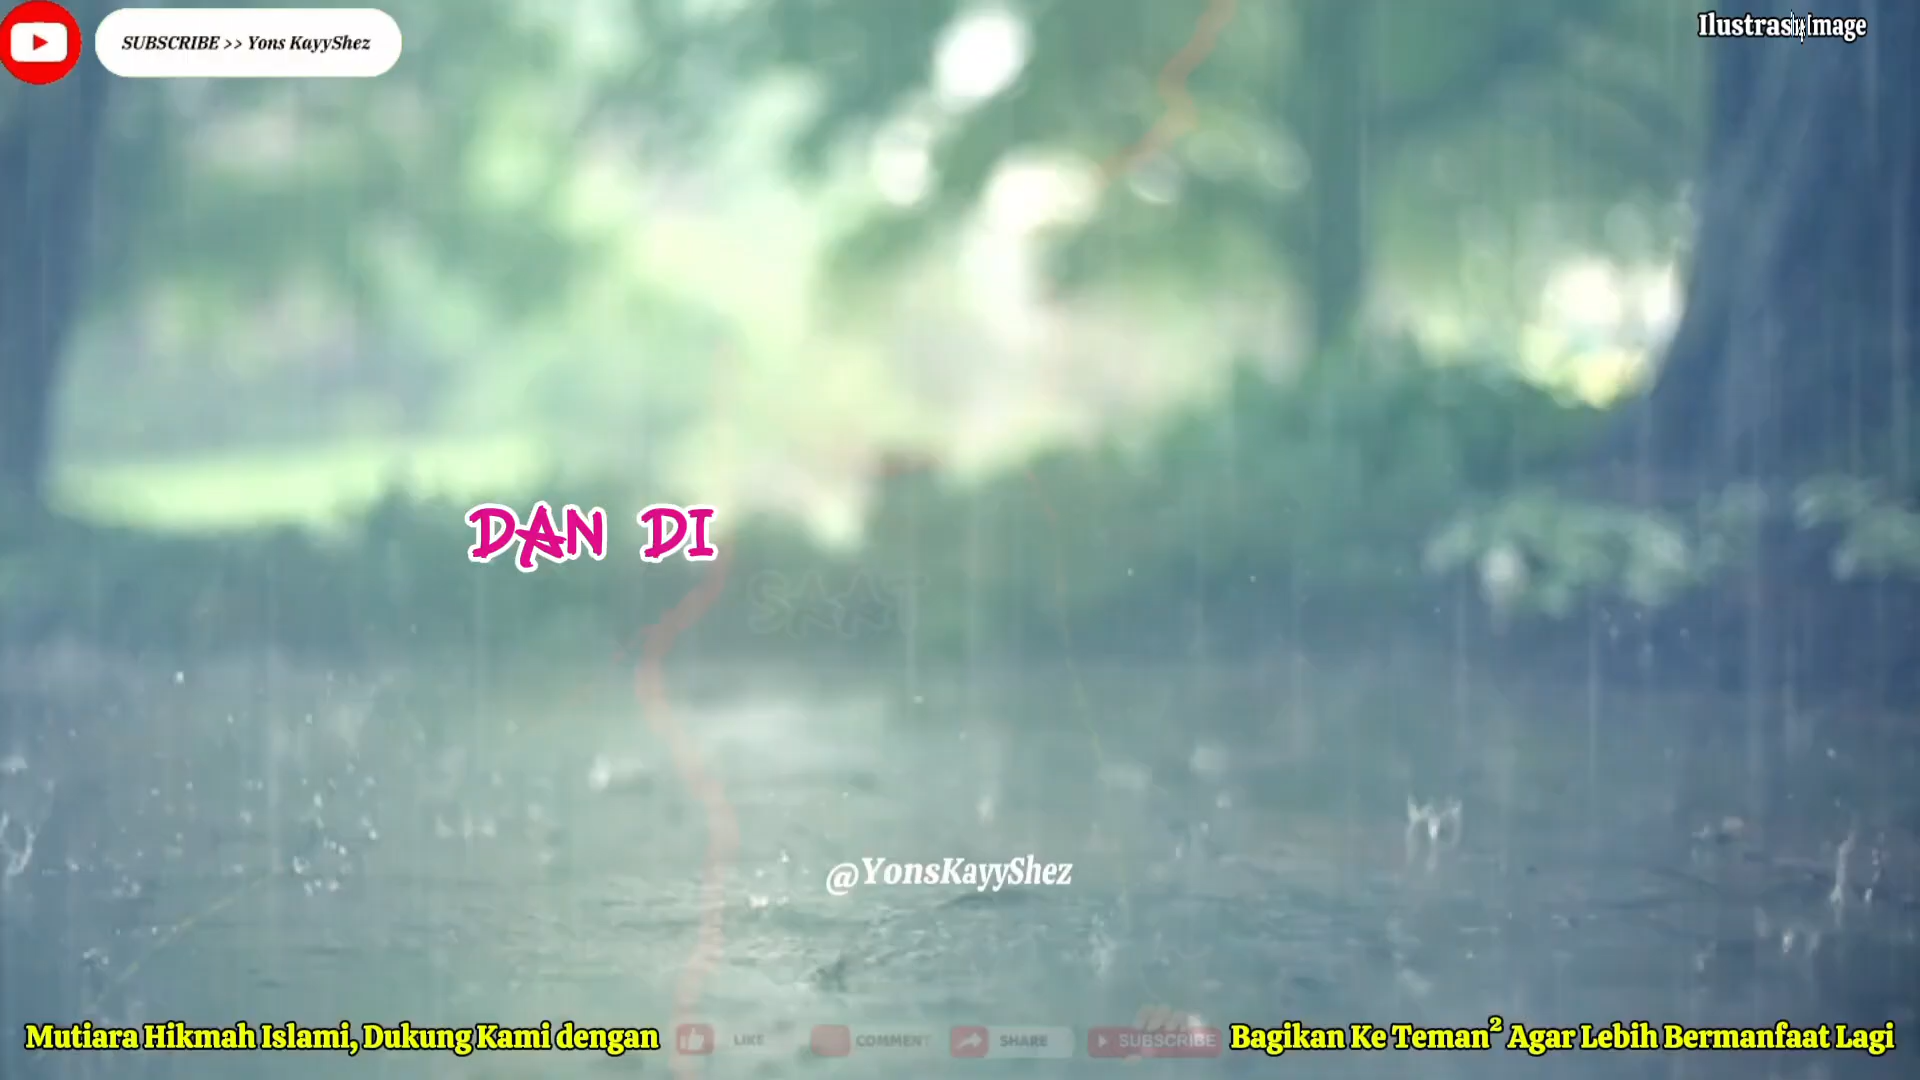 SUBSCRIBE >> Yons KayyShez
Ilustrasi Image
DAN DI
SAAT
@YonsKayyShez
Mutiara Hikmah Islami, Dukung Kami dengan
LIKE
COMMENT
SHARE
SUBSCRIBE
Bagikan Ke Teman² Agar Lebih Bermanfaat Lagi